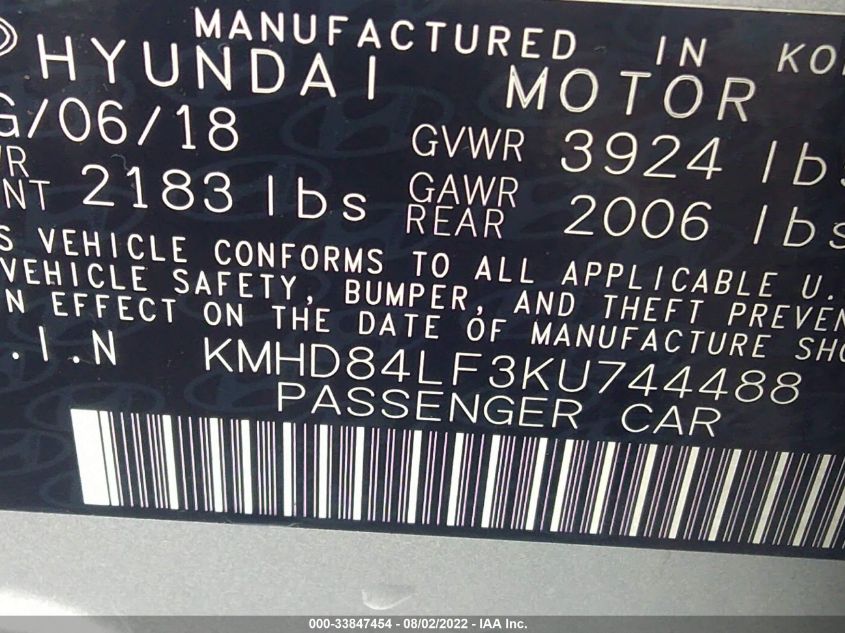 MANUFACTURED IN KO
HYUNDAI MOTOR
G/06/18 GVWR 3924 lbs
WR
NT 2183 lbs GAWR
REAR 2006 lbs
S VEHICLE CONFORMS TO ALL APPLICABLE U.
VEHICLE SAFETY, BUMPER, AND THEFT PREVEN
N EFFECT ON THE DATE OF MANUFACTURE SHO
.I.N KMHD84LF3KU744488
PASSENGER CAR
000-33847454 - 08/02/2022 - IAA Inc.